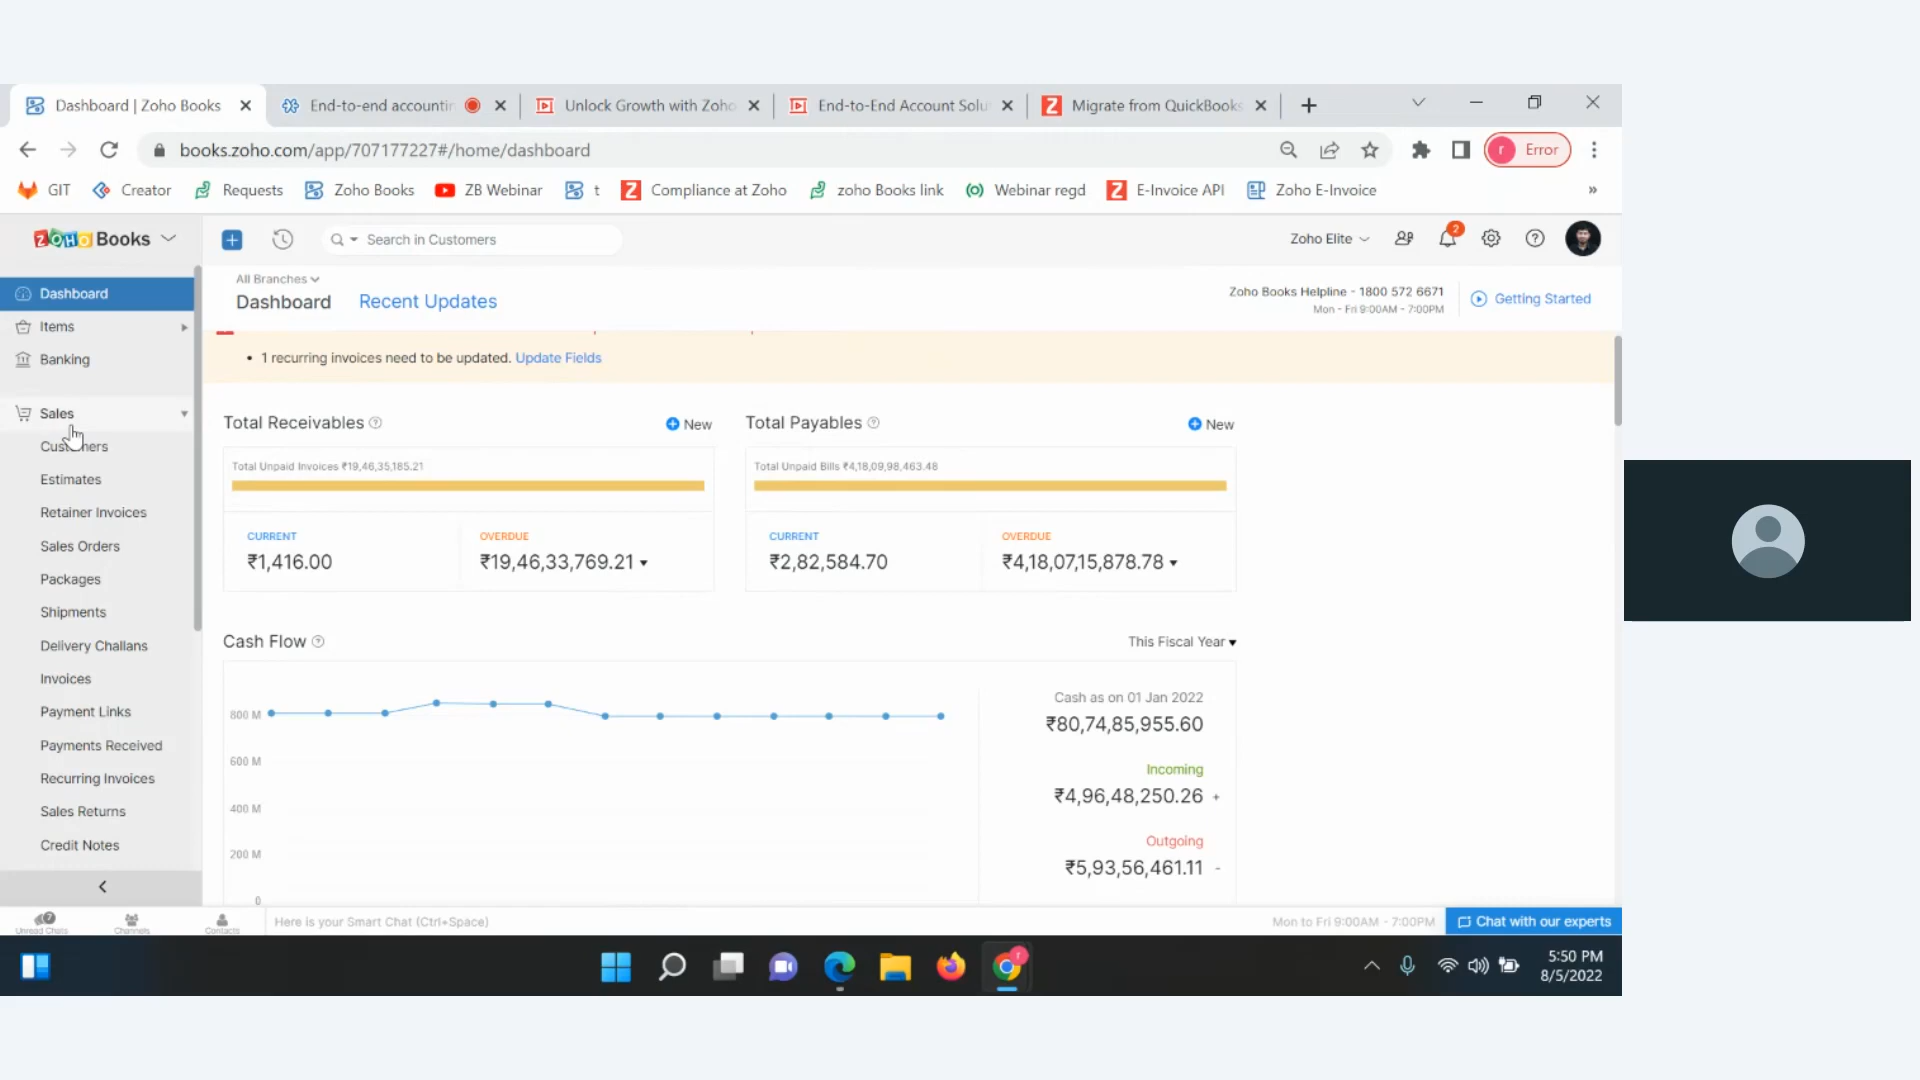 Dashboard | Zoho Books
End-to-end accountin
Unlock Growth with Zoho
End-to-End Account Solu
Migrate from QuickBooks
books.zoho.com/app/707177227#/home/dashboard
r Error
GIT
Creator
Requests
Zoho Books
ZB Webinar
t
Compliance at Zoho
zoho Books link
Webinar regd
E-Invoice API
Zoho E-Invoice
»
ZOHO Books
Search in Customers
Zoho Elite
2
Dashboard
Items
Banking
Sales
Customers
Estimates
Retainer Invoices
Sales Orders
Packages
Shipments
Delivery Challans
Invoices
Payment Links
Payments Received
Recurring Invoices
Sales Returns
Credit Notes
All Branches
Dashboard Recent Updates
Zoho Books Helpline - 1800 572 6671
Mon - Fri 9:00AM - 7:00PM
Getting Started
• 1 recurring invoices need to be updated. Update Fields
Total Receivables
New
Total Unpaid Invoices ₹19,46,35,185.21
CURRENT
₹1,416.00
OVERDUE
₹19,46,33,769.21
Total Payables
New
Total Unpaid Bills ₹4,18,09,98,463.48
CURRENT
₹2,82,584.70
OVERDUE
₹4,18,07,15,878.78
Cash Flow
This Fiscal Year
800 M
600 M
400 M
200 M
0
Cash as on 01 Jan 2022
₹80,74,85,955.60
Incoming
₹4,96,48,250.26 +
Outgoing
₹5,93,56,461.11 -
7
Unread Chats
Channels
Contacts
Here is your Smart Chat (Ctrl+Space)
Mon to Fri 9:00AM - 7:00PM
Chat with our experts
r
5:50 PM
8/5/2022